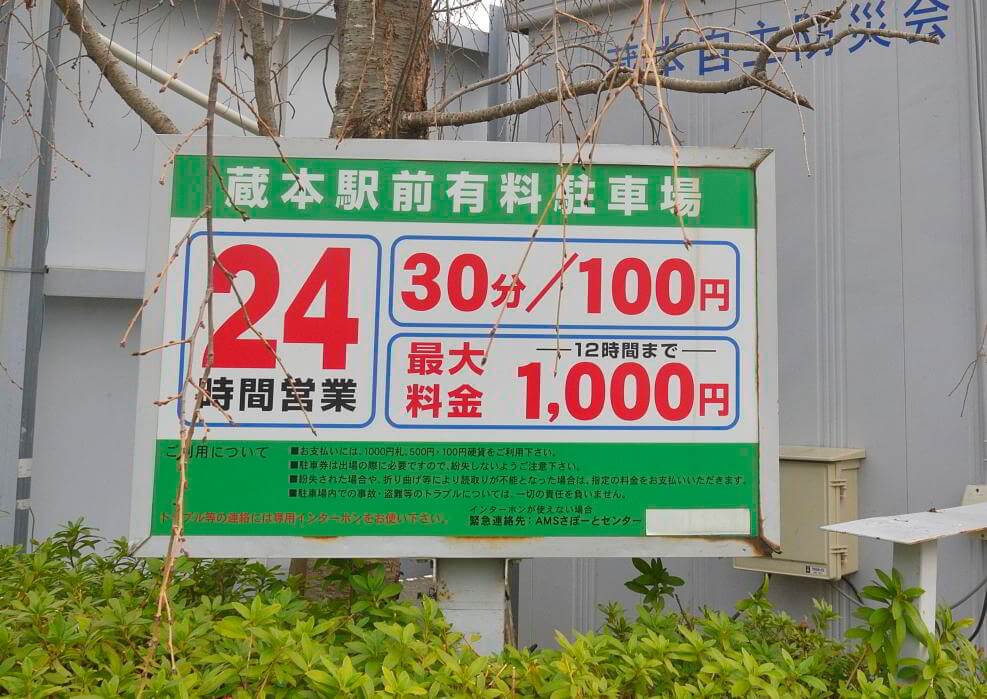 本自主防災会
蔵本駅前有料駐車場
24
時間営業
30分/100円
最大
料金
12時間まで
1,000円
ご利用について
■お支払いには、1000円札、500円・100円硬貨をご利用下さい。
■駐車券は出場の際に必要ですので、紛失しないようご注意下さい。
■紛失された場合や、折り曲げ等により読取りが不能となった場合は、指定の料金をお支払いいただきます。
■駐車場内での事故・盗難等のトラブルについては、一切の責任を負いません。
トラブル等の連絡には専用インターホンをお使い下さい。
インターホンが使えない場合
緊急連絡先：AMSさぽーとセンター